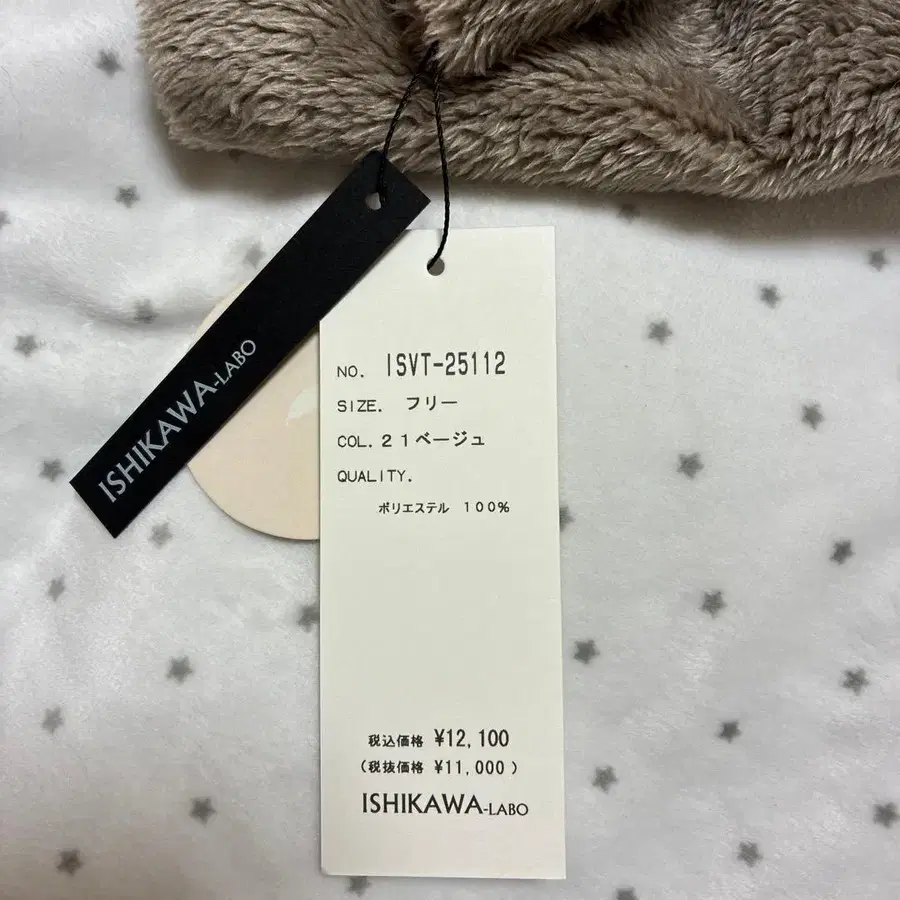 ISHIKAWA-LABO
NO. ISVT-25112
SIZE. フリー
COL.21ベージュ
QUALITY.
ポリエステル 100%
税込価格 ¥12,100
(税抜価格 ¥11,000)
ISHIKAWA-LABO